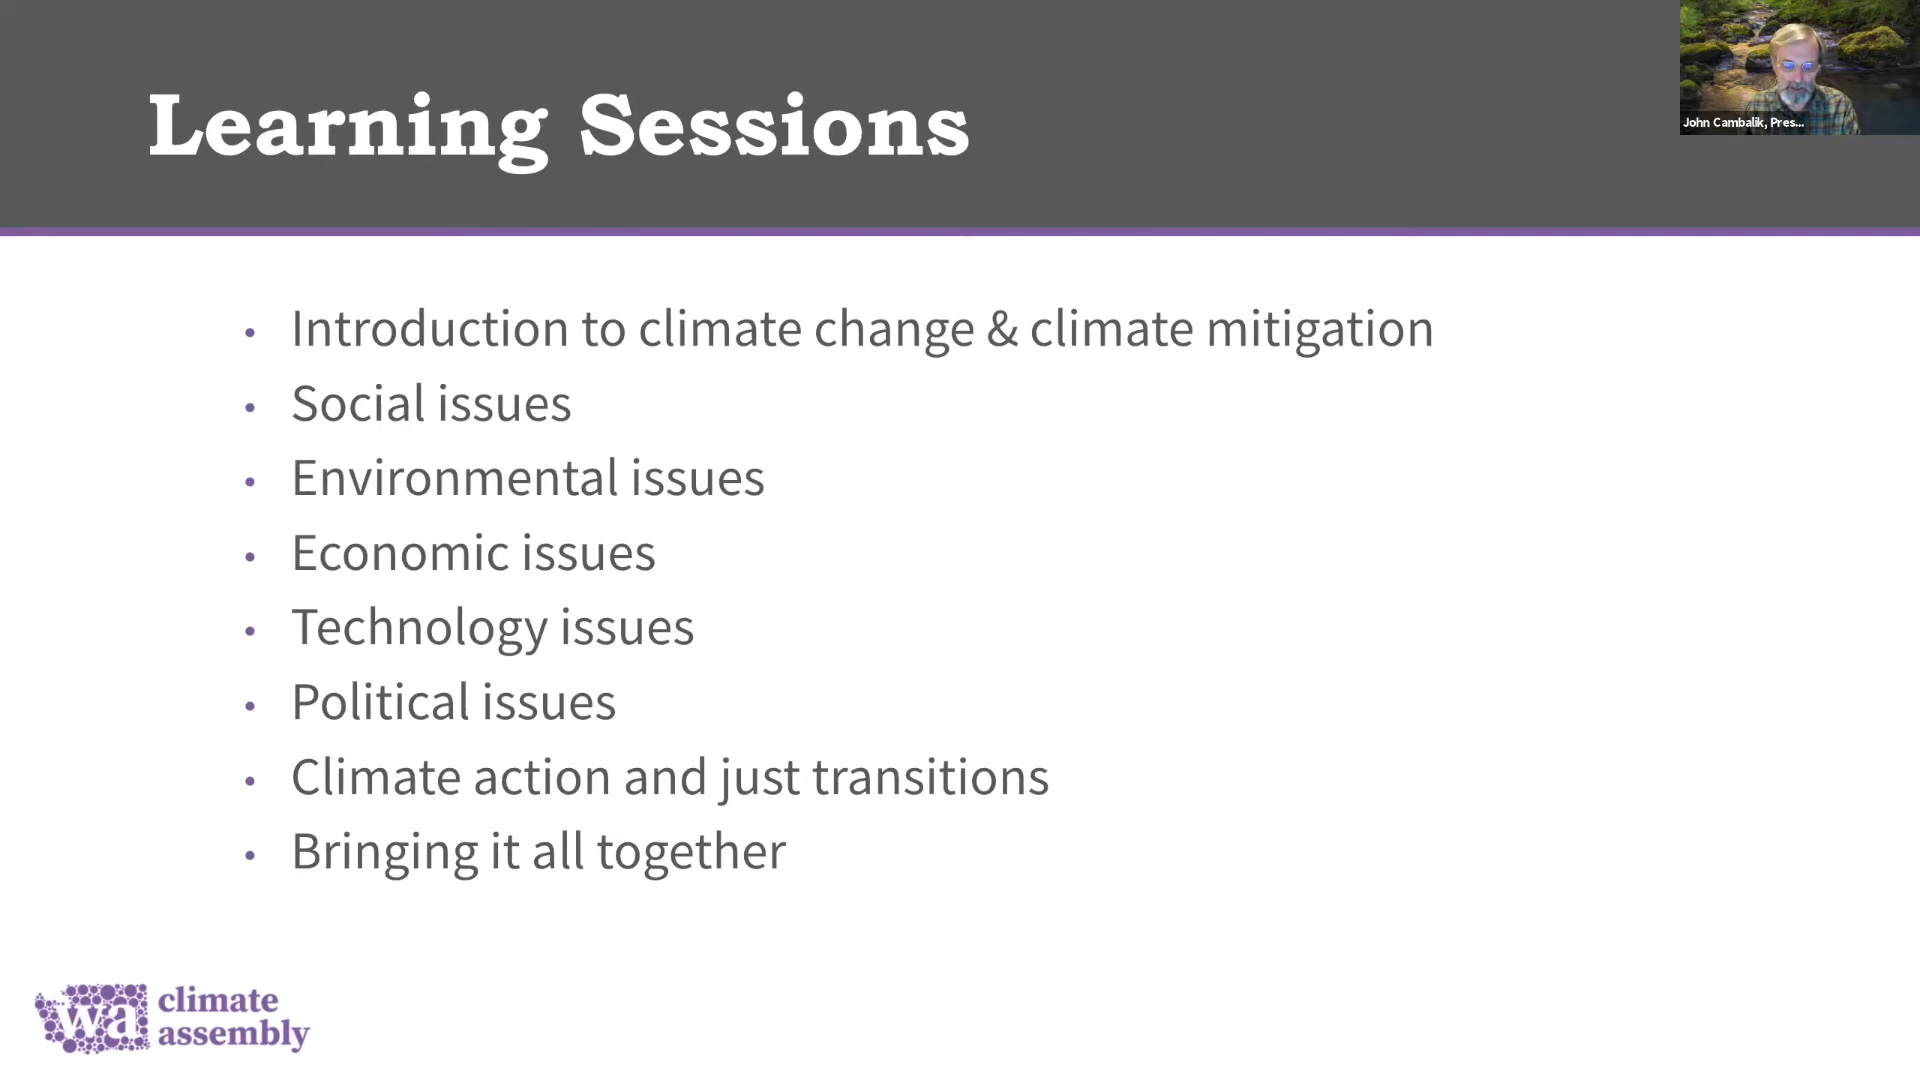 Learning Sessions
John Cambalik, Pres...
• Introduction to climate change & climate mitigation
• Social issues
• Environmental issues
• Economic issues
• Technology issues
• Political issues
• Climate action and just transitions
• Bringing it all together
wa climate
assembly